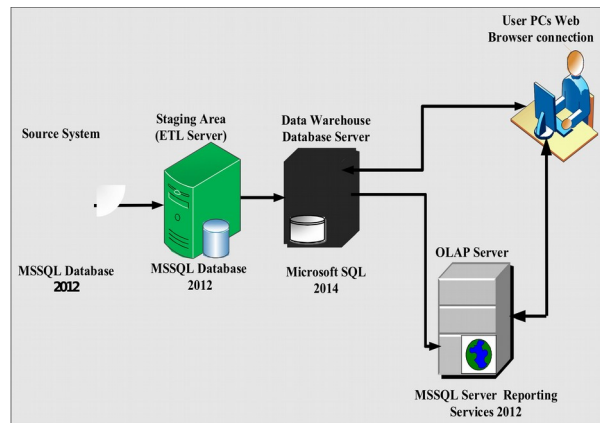 User PCs Web
Browser connection
Staging Area
(ETL Server)
Data Warehouse
Database Server
Source System
MSSQL Database
2012
MSSQL Database
2012
Microsoft SQL
2014
OLAP Server
MSSQL Server Reporting
Services 2012